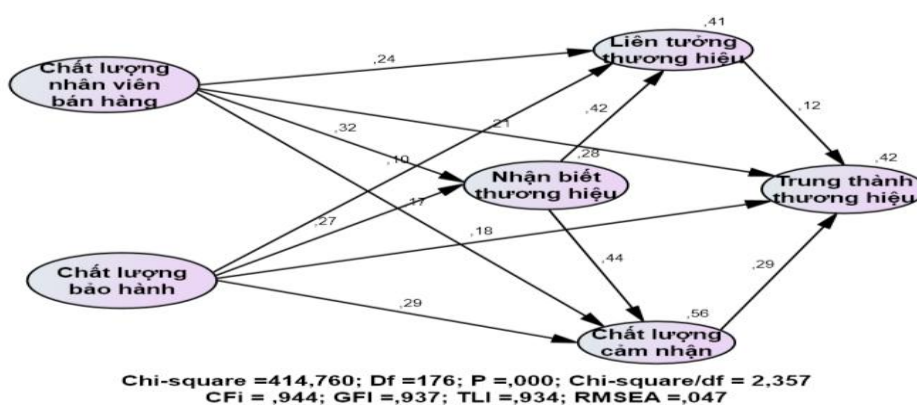 ,41
Liên tưởng
thương hiệu
Chất lượng
nhân viên
bán hàng
,24
,12
,42
,32
,21
,28
,42
,10
Nhận biết
thương hiệu
Trung thành
thương hiệu
,17
,27
,18
Chất lượng
bảo hành
,44
,29
,29
,56
Chất lượng
cảm nhận
Chi-square =414,760; Df =176; P =,000; Chi-square/df = 2,357
CFi = ,944; GFI =,937; TLI =,934; RMSEA =,047